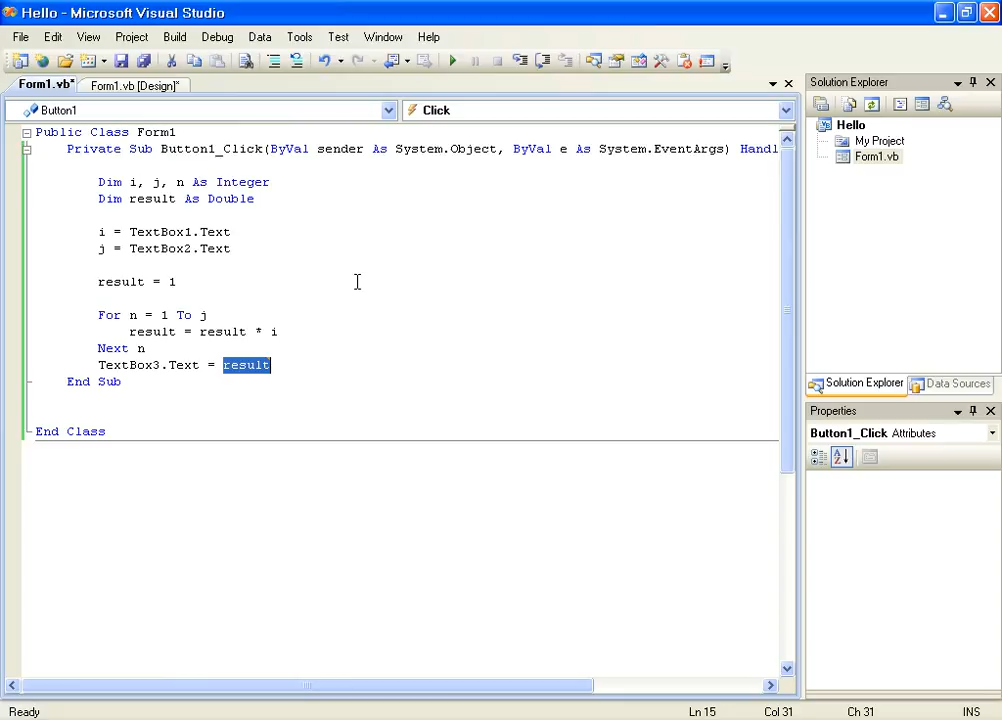 Hello - Microsoft Visual Studio
File Edit View Project Build Debug Data Tools Test Window Help
Form1.vb* Form1.vb [Design]*
Button1 Click
Public Class Form1
Private Sub Button1_Click(ByVal sender As System.Object, ByVal e As System.EventArgs) Handl
Dim i, j, n As Integer
Dim result As Double
i = TextBox1.Text
j = TextBox2.Text
result = 1
For n = 1 To j
result = result * i
Next n
TextBox3.Text = result
End Sub
End Class
Solution Explorer
Hello
My Project
Form1.vb
Solution Explorer Data Sources
Properties
Button1_Click Attributes
Ready Ln 15 Col 31 Ch 31 INS